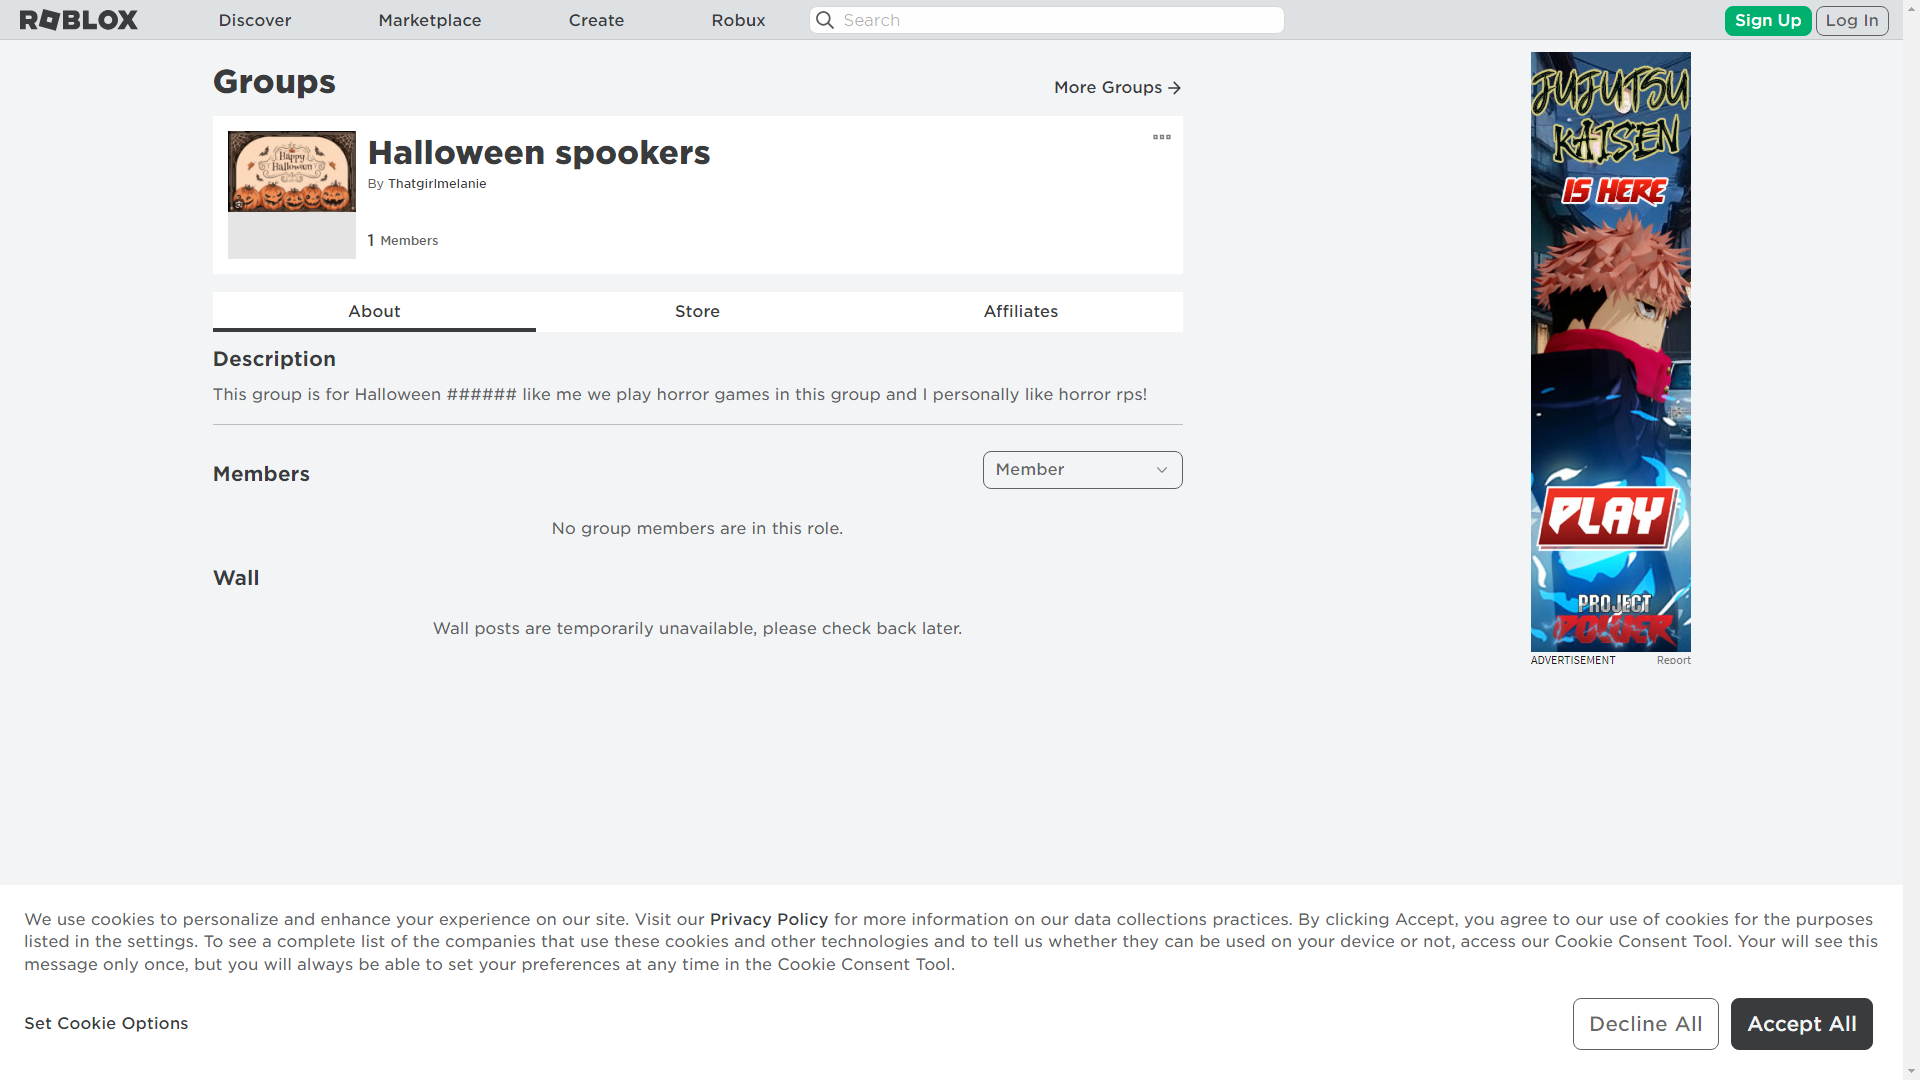 ROBLOX Discover Marketplace Create Robux Search Sign Up Log In
Groups
More Groups
Happy
Halloween
Halloween spookers
By Thatgirlmelanie
1 Members
About Store Affiliates
Description
This group is for Halloween ###### like me we play horror games in this group and I personally like horror rps!
Members
Member
No group members are in this role.
Wall
Wall posts are temporarily unavailable, please check back later.
JUJUTSU
KAISEN
IS HERE
PLAY
PROJECT
POWER
ADVERTISEMENT Report
We use cookies to personalize and enhance your experience on our site. Visit our Privacy Policy for more information on our data collections practices. By clicking Accept, you agree to our use of cookies for the purposes
listed in the settings. To see a complete list of the companies that use these cookies and other technologies and to tell us whether they can be used on your device or not, access our Cookie Consent Tool. Your will see this
message only once, but you will always be able to set your preferences at any time in the Cookie Consent Tool.
Set Cookie Options
Decline All
Accept All